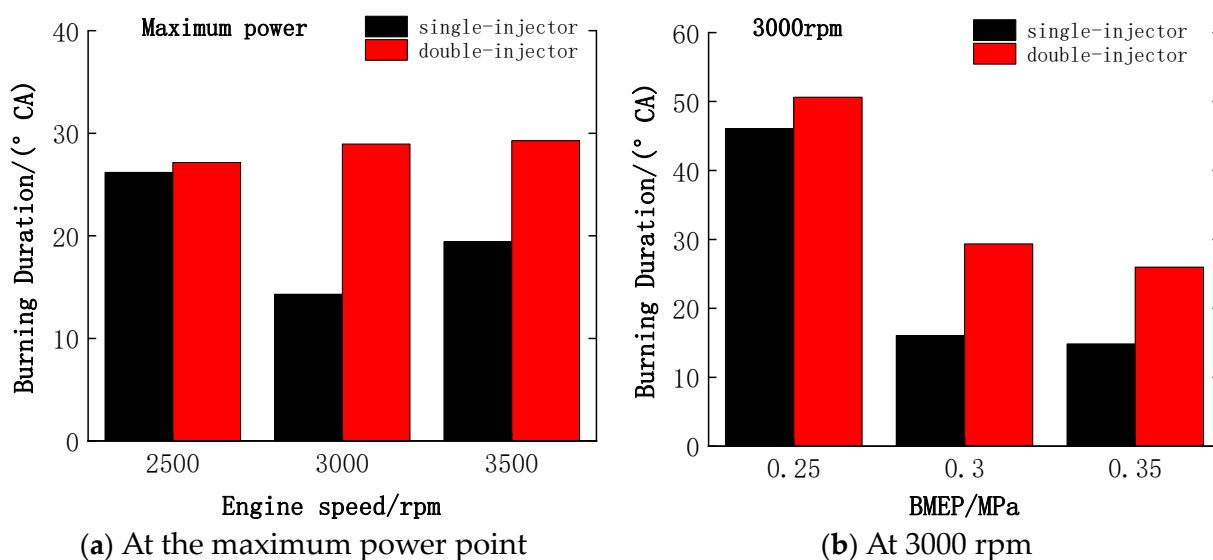 Maximum power
single-injector
double-injector
40
30
20
10
0
Burning Duration/(° CA)
2500 3000 3500
Engine speed/rpm
(a) At the maximum power point
3000rpm
single-injector
double-injector
60
50
40
30
20
10
0
Burning Duration/(° CA)
0.25 0.3 0.35
BMEP/MPa
(b) At 3000 rpm